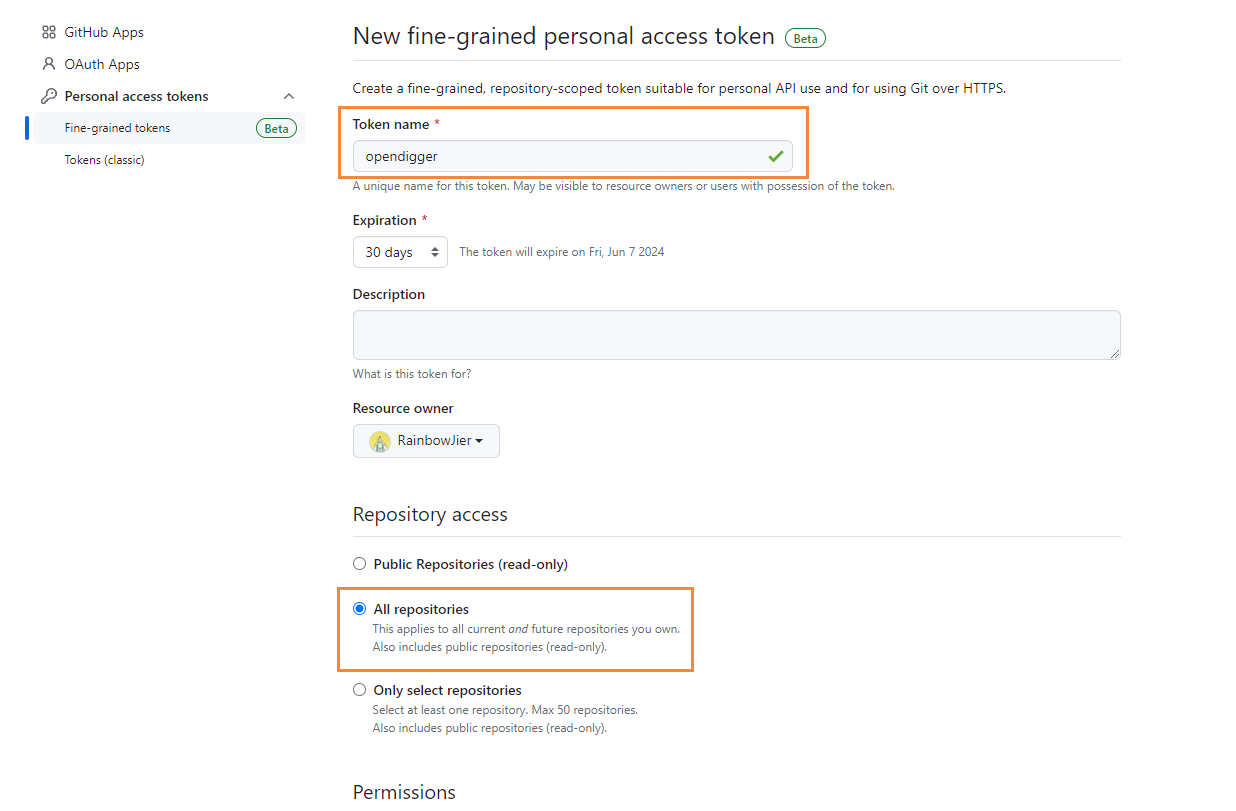 GitHub Apps
OAuth Apps
Personal access tokens
Fine-grained tokens Beta
Tokens (classic)
New fine-grained personal access token Beta
Create a fine-grained, repository-scoped token suitable for personal API use and for using Git over HTTPS.
Token name *
opendigger
A unique name for this token. May be visible to resource owners or users with possession of the token.
Expiration *
30 days The token will expire on Fri, Jun 7 2024
Description
What is this token for?
Resource owner
RainbowJier
Repository access
Public Repositories (read-only)
All repositories
This applies to all current and future repositories you own.
Also includes public repositories (read-only).
Only select repositories
Select at least one repository. Max 50 repositories.
Also includes public repositories (read-only).
Permissions